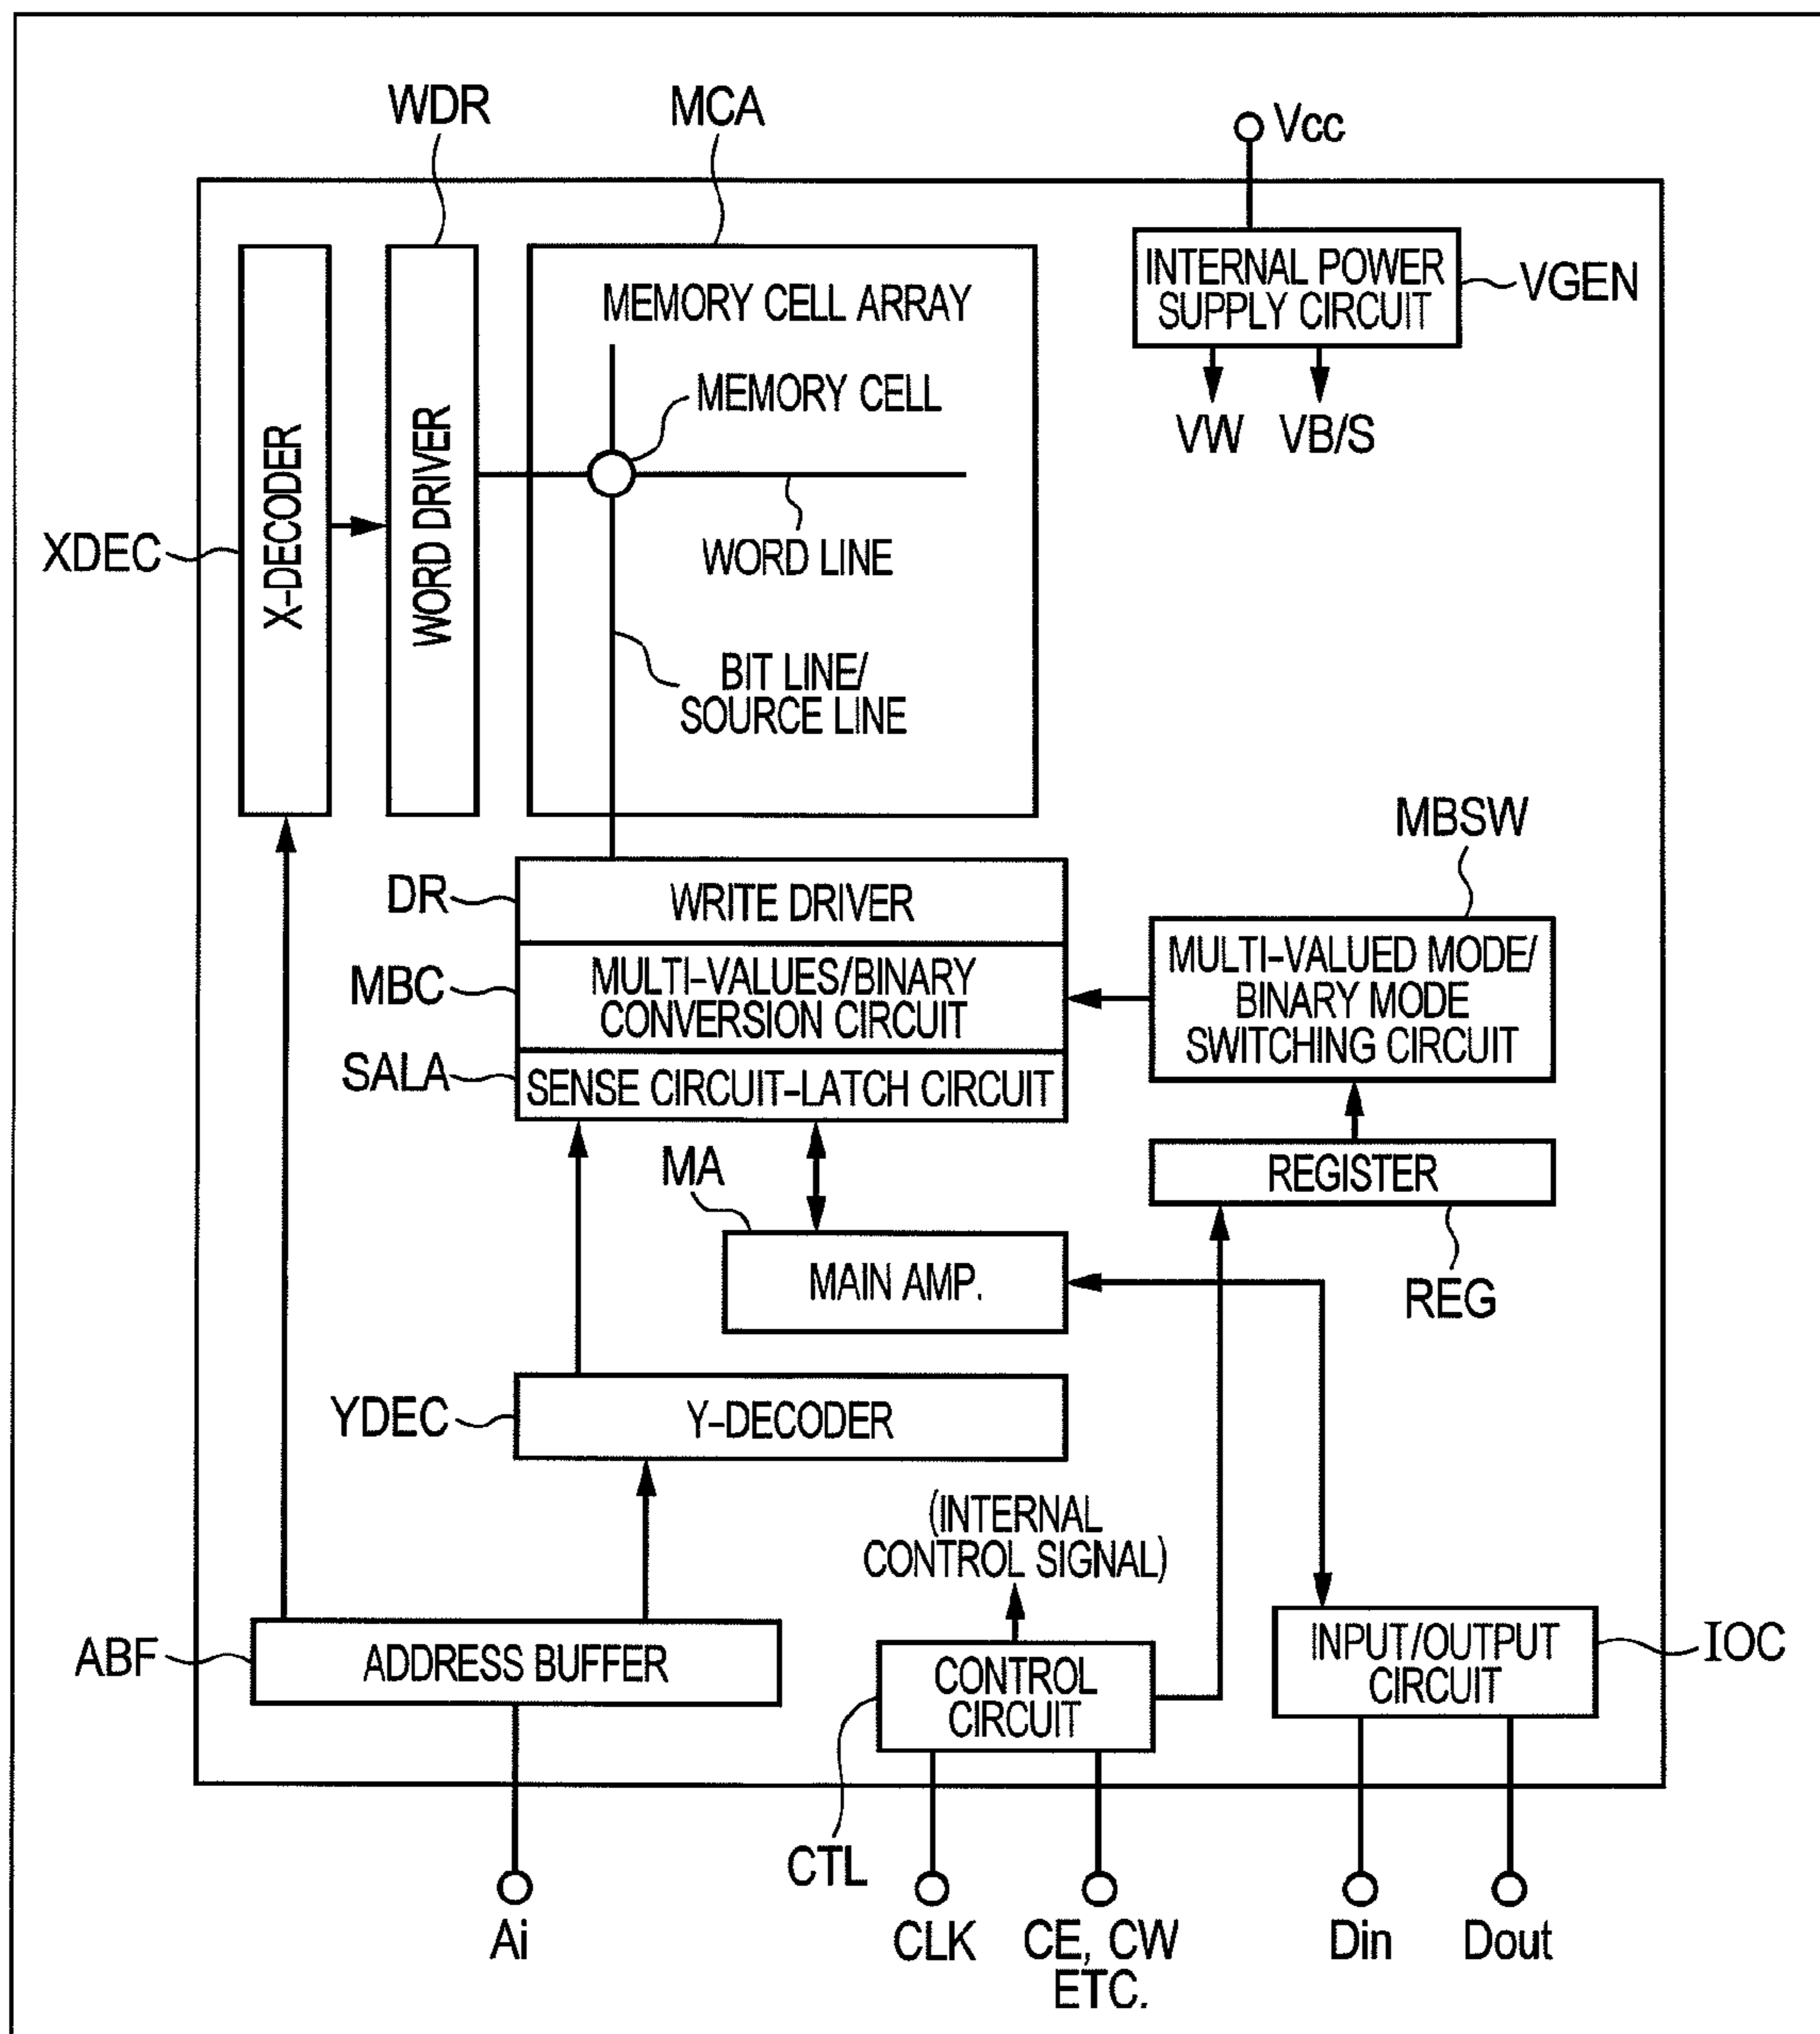 WDR
MCA
Vcc
INTERNAL POWER
SUPPLY CIRCUIT
VGEN
VW
VB/S
MEMORY CELL ARRAY
MEMORY CELL
WORD LINE
BIT LINE/
SOURCE LINE
XDEC
X-DECODER
WORD DRIVER
MBSW
DR
WRITE DRIVER
MBC
MULTI-VALUES/BINARY
CONVERSION CIRCUIT
MULTI-VALUED MODE/
BINARY MODE
SWITCHING CIRCUIT
SALA
SENSE CIRCUIT-LATCH CIRCUIT
MA
REGISTER
MAIN AMP.
REG
YDEC
Y-DECODER
(INTERNAL
CONTROL SIGNAL)
ABF
ADDRESS BUFFER
CONTROL
CIRCUIT
INPUT/OUTPUT
CIRCUIT
IOC
CTL
Ai
CLK
CE, CW
ETC.
Din
Dout